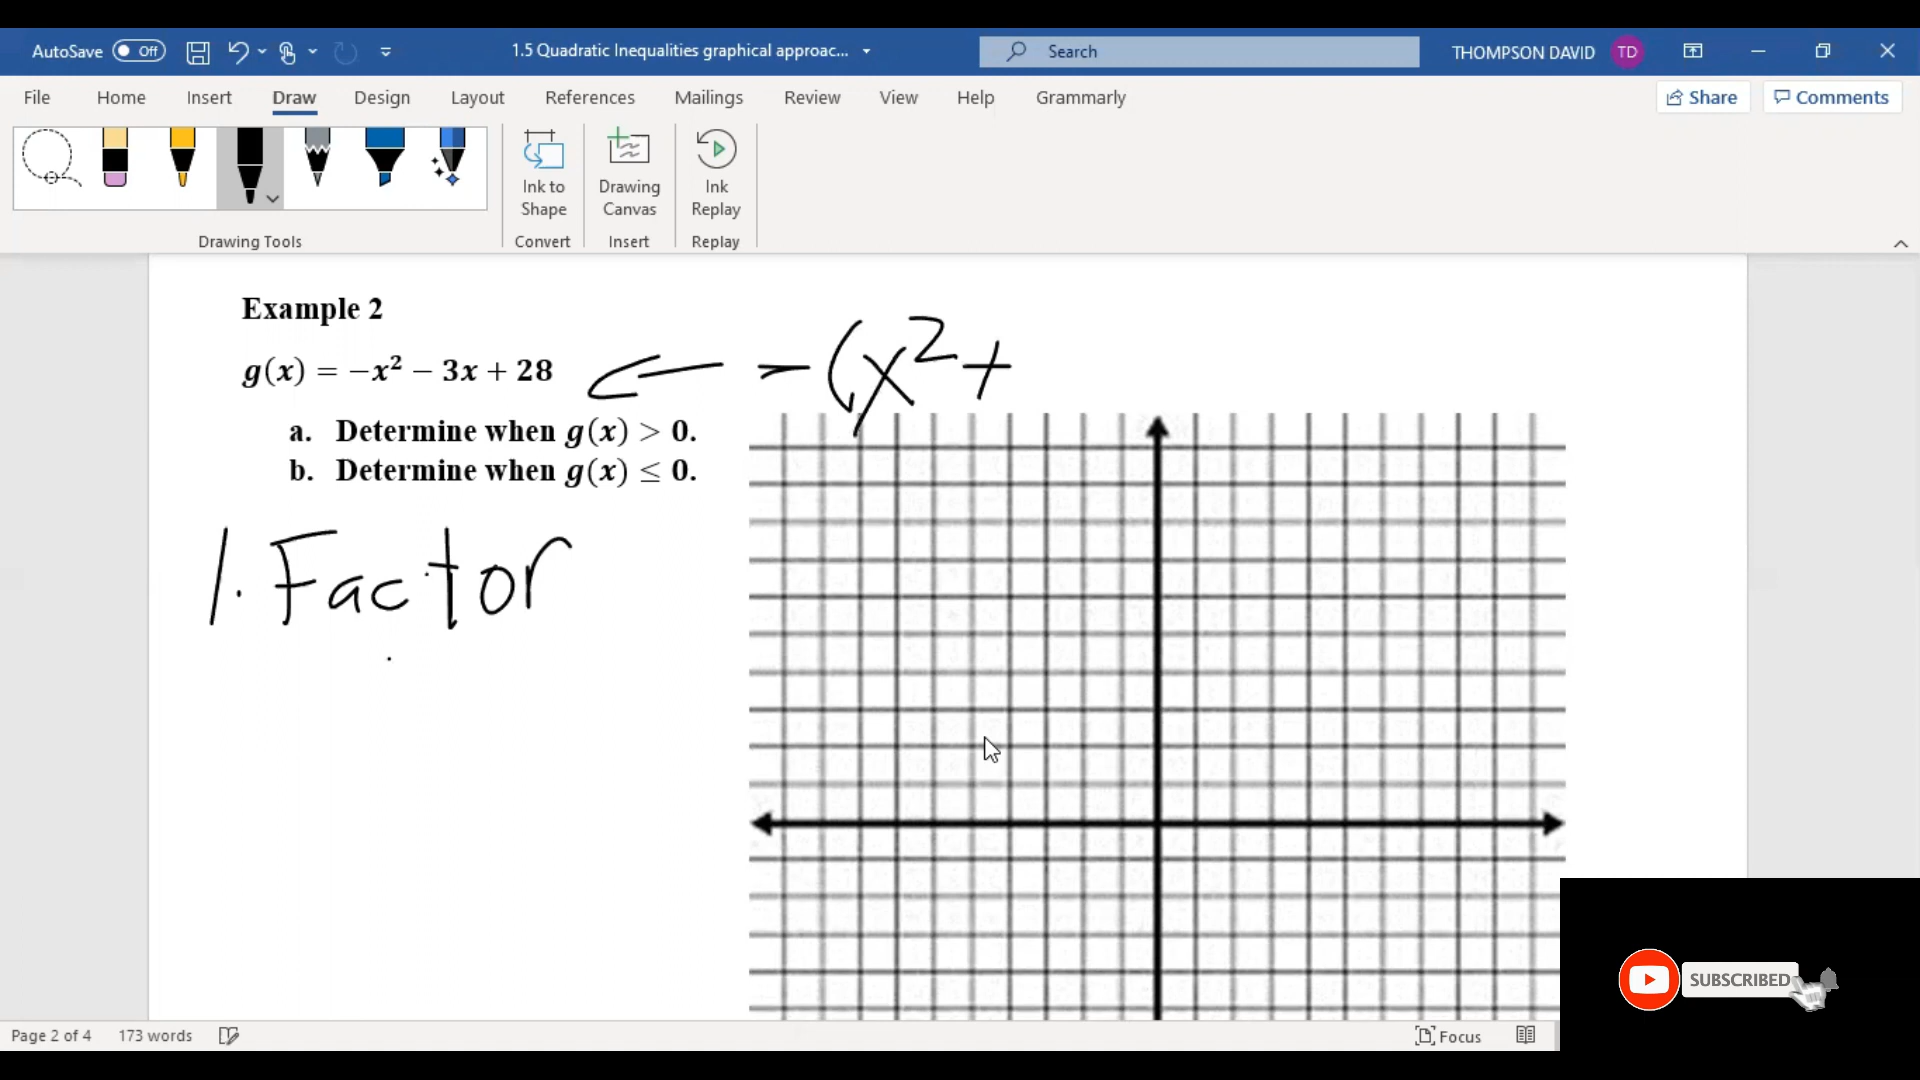 AutoSave Off 1.5 Quadratic Inequalities graphical approac... Search THOMPSON DAVID TD
File Home Insert Draw Design Layout References Mailings Review View Help Grammarly Share Comments
Ink to Shape
Drawing Canvas
Ink Replay
Drawing Tools Convert Insert Replay
Example 2
g(x) = −x² − 3x + 28 ← −(x² +
a. Determine when g(x) > 0.
b. Determine when g(x) ≤ 0.
1. Factor
SUBSCRIBED
Page 2 of 4 173 words Focus